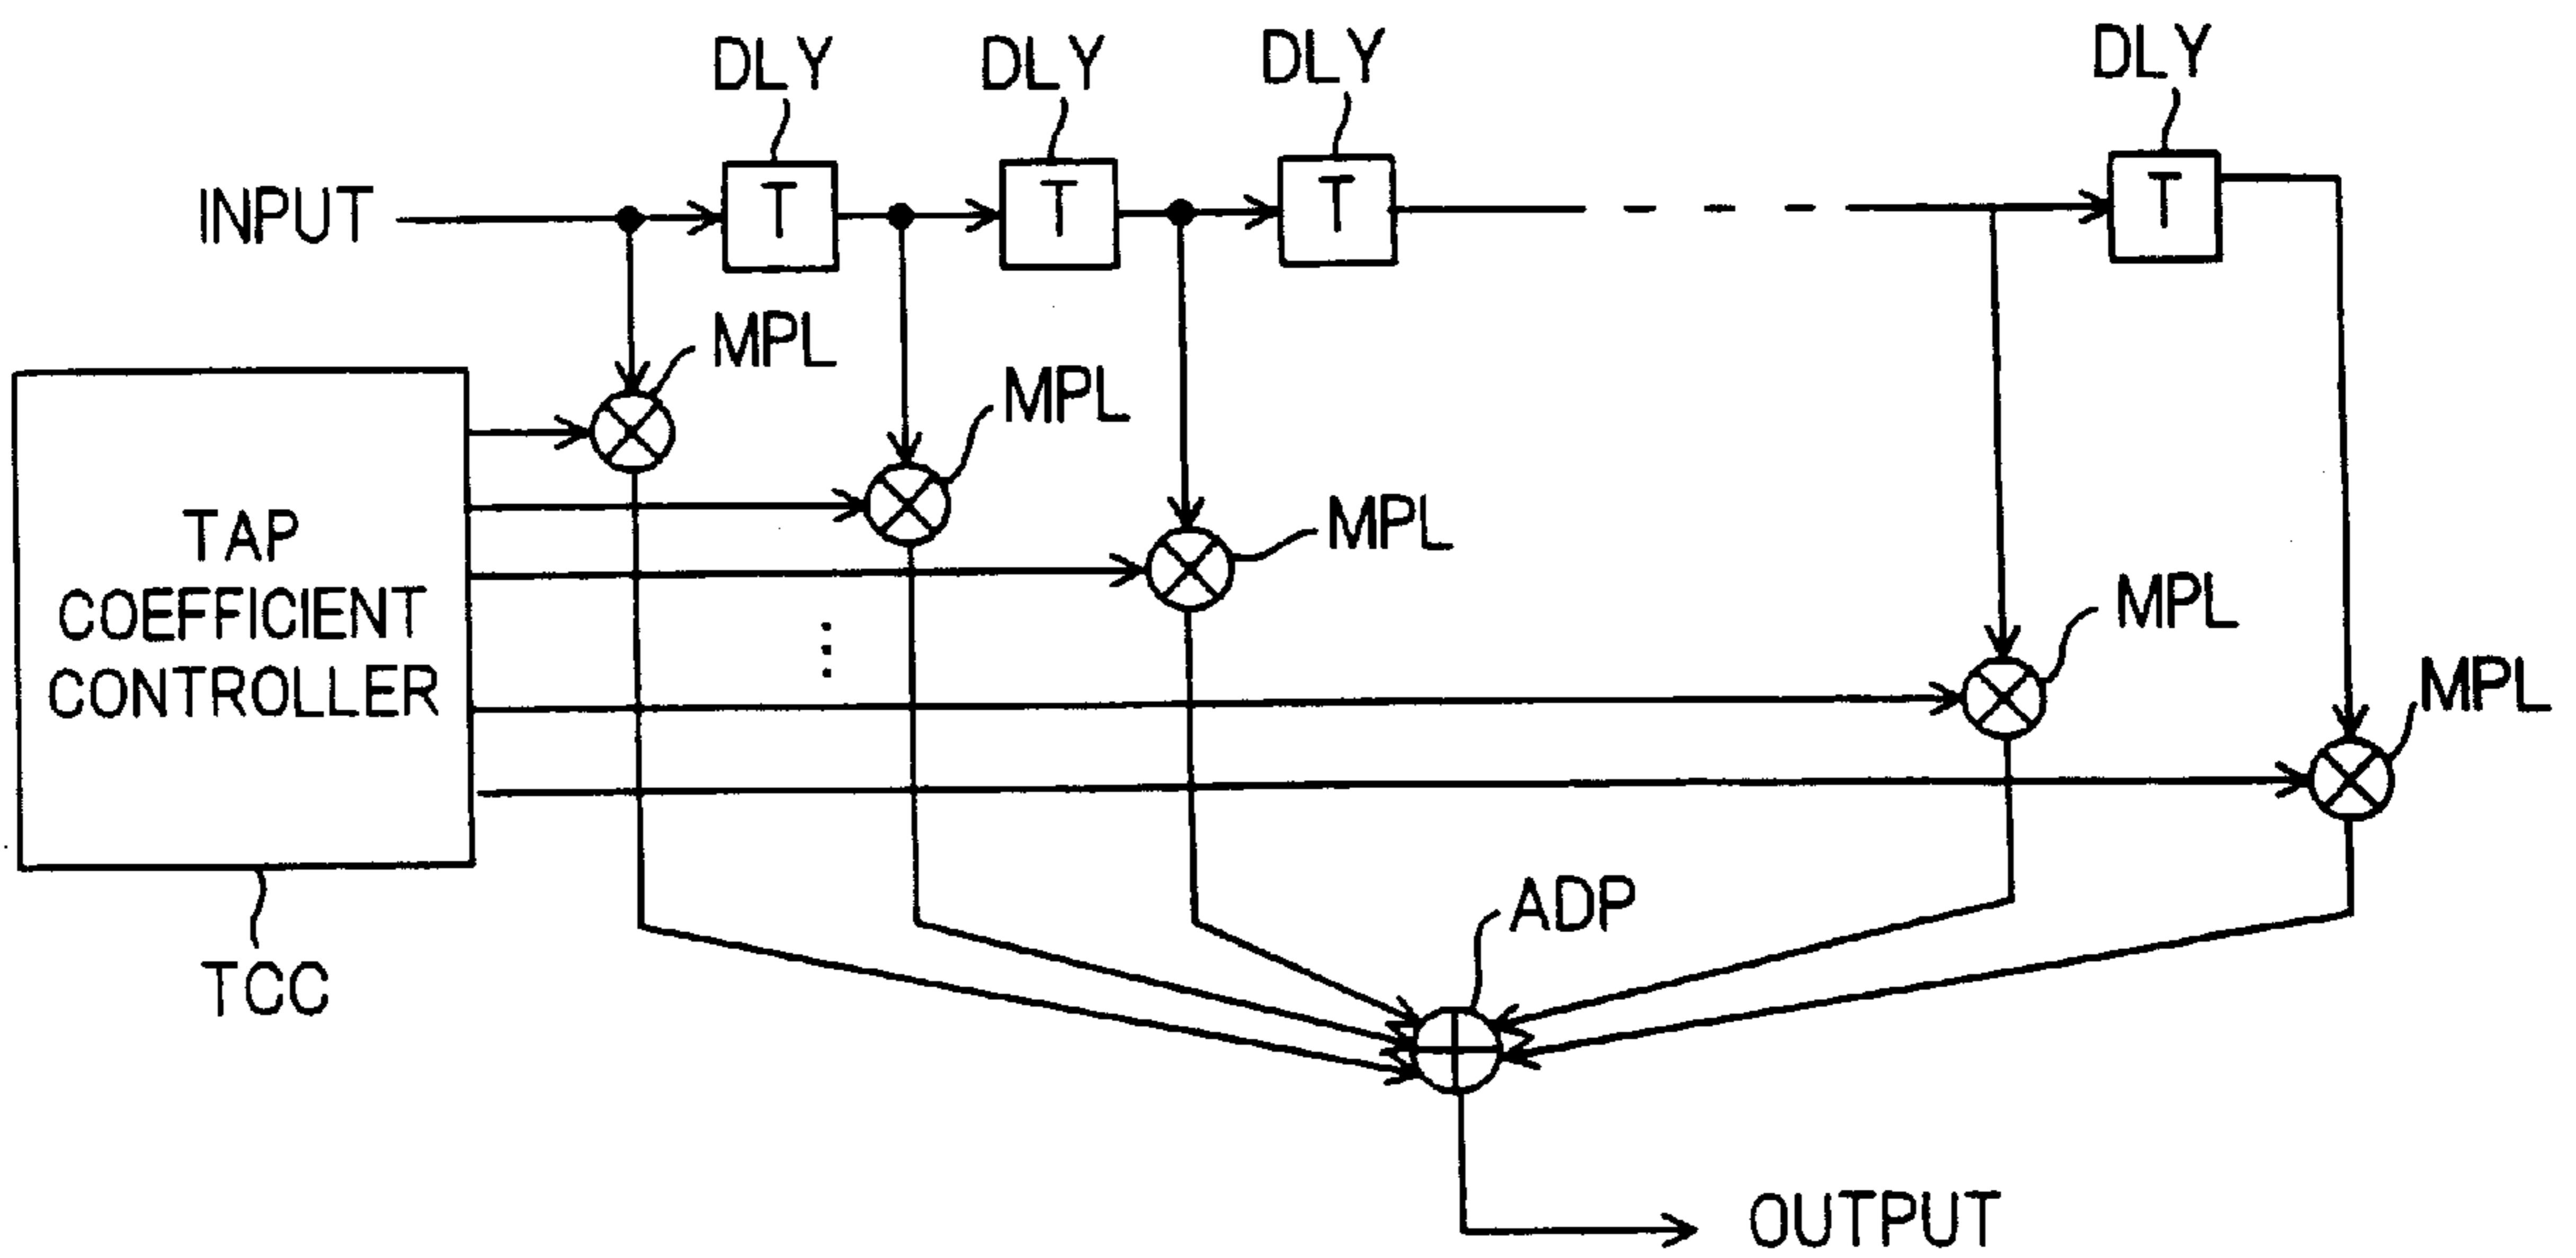 DLY DLY DLY DLY
INPUT T T T T
MPL
MPL
MPL
TAP
COEFFICIENT
CONTROLLER
MPL
MPL
ADP
TCC
OUTPUT